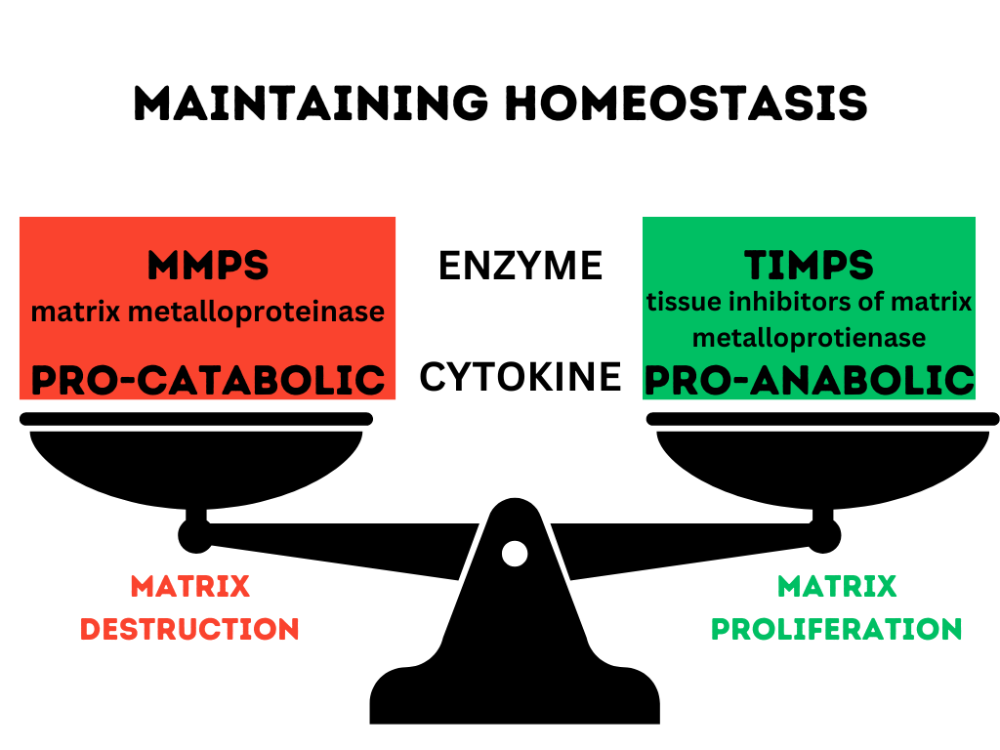 MAINTAINING HOMEOSTASIS
MMPS
matrix metalloproteinase
PRO-CATABOLIC
ENZYME
CYTOKINE
TIMPS
tissue inhibitors of matrix
metalloprotienase
PRO-ANABOLIC
MATRIX
DESTRUCTION
MATRIX
PROLIFERATION